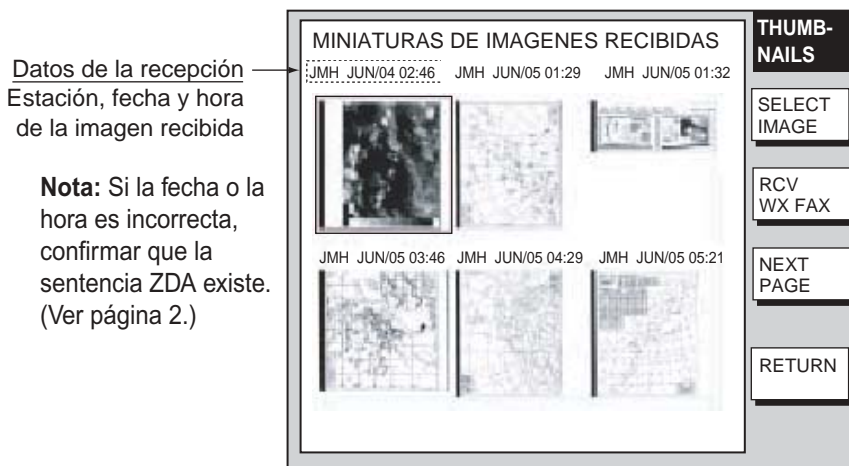 Datos de la recepción
Estación, fecha y hora
de la imagen recibida
Nota: Si la fecha o la
hora es incorrecta,
confirmar que la
sentencia ZDA existe.
(Ver página 2.)
MINIATURAS DE IMAGENES RECIBIDAS
JMH JUN/04 02:46 JMH JUN/05 01:29 JMH JUN/05 01:32
JMH JUN/05 03:46 JMH JUN/05 04:29 JMH JUN/05 05:21
THUMB-
NAILS
SELECT
IMAGE
RCV
WX FAX
NEXT
PAGE
RETURN